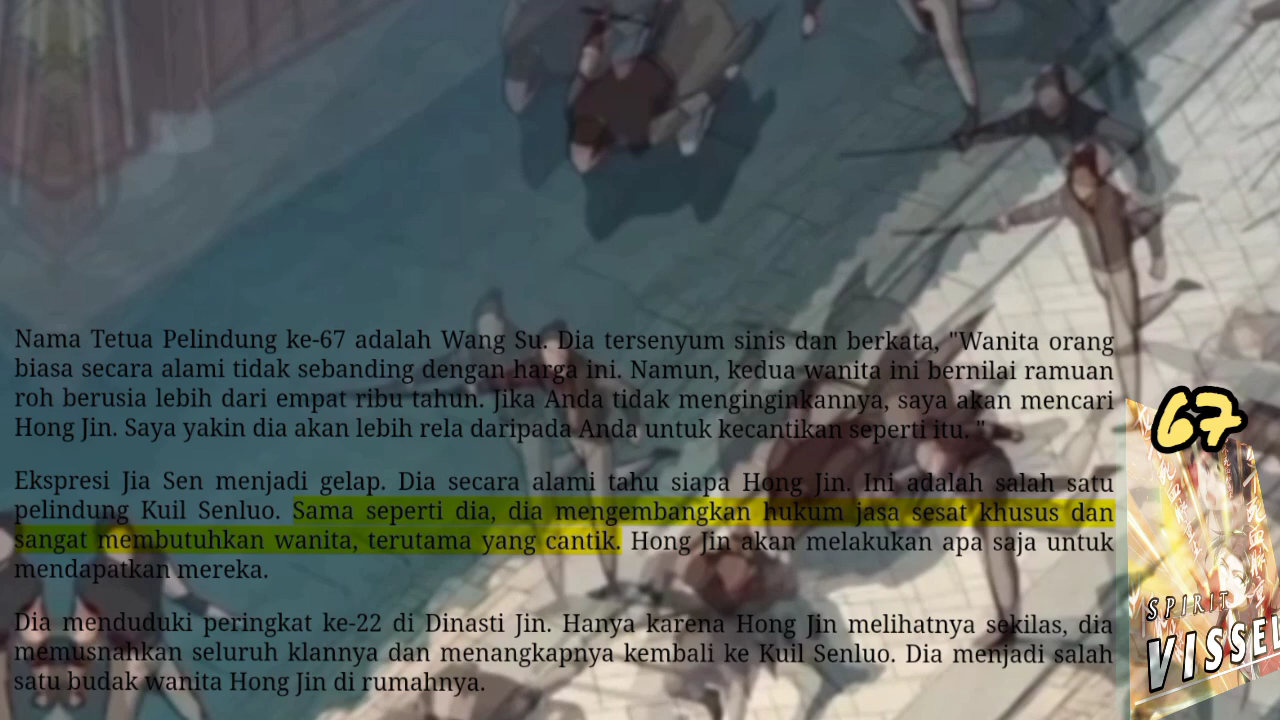 Nama Tetua Pelindung ke-67 adalah Wang Su. Dia tersenyum sinis dan berkata, "Wanita orang
biasa secara alami tidak sebanding dengan harga ini. Namun, kedua wanita ini bernilai ramuan
roh berusia lebih dari empat ribu tahun. Jika Anda tidak menginginkannya, saya akan mencari
Hong Jin. Saya yakin dia akan lebih rela daripada Anda untuk kecantikan seperti itu. "
Ekspresi Jia Sen menjadi gelap. Dia secara alami tahu siapa Hong Jin. Ini adalah salah satu
pelindung Kuil Senluo. Sama seperti dia, dia mengembangkan hukum jasa sesat khusus dan
sangat membutuhkan wanita, terutama yang cantik. Hong Jin akan melakukan apa saja untuk
mendapatkan mereka.
Dia menduduki peringkat ke-22 di Dinasti Jin. Hanya karena Hong Jin melihatnya sekilas, dia
memusnahkan seluruh klannya dan menangkapnya kembali ke Kuil Senluo. Dia menjadi salah
satu budak wanita Hong Jin di rumahnya.
67
SPIRIT
VISSEL